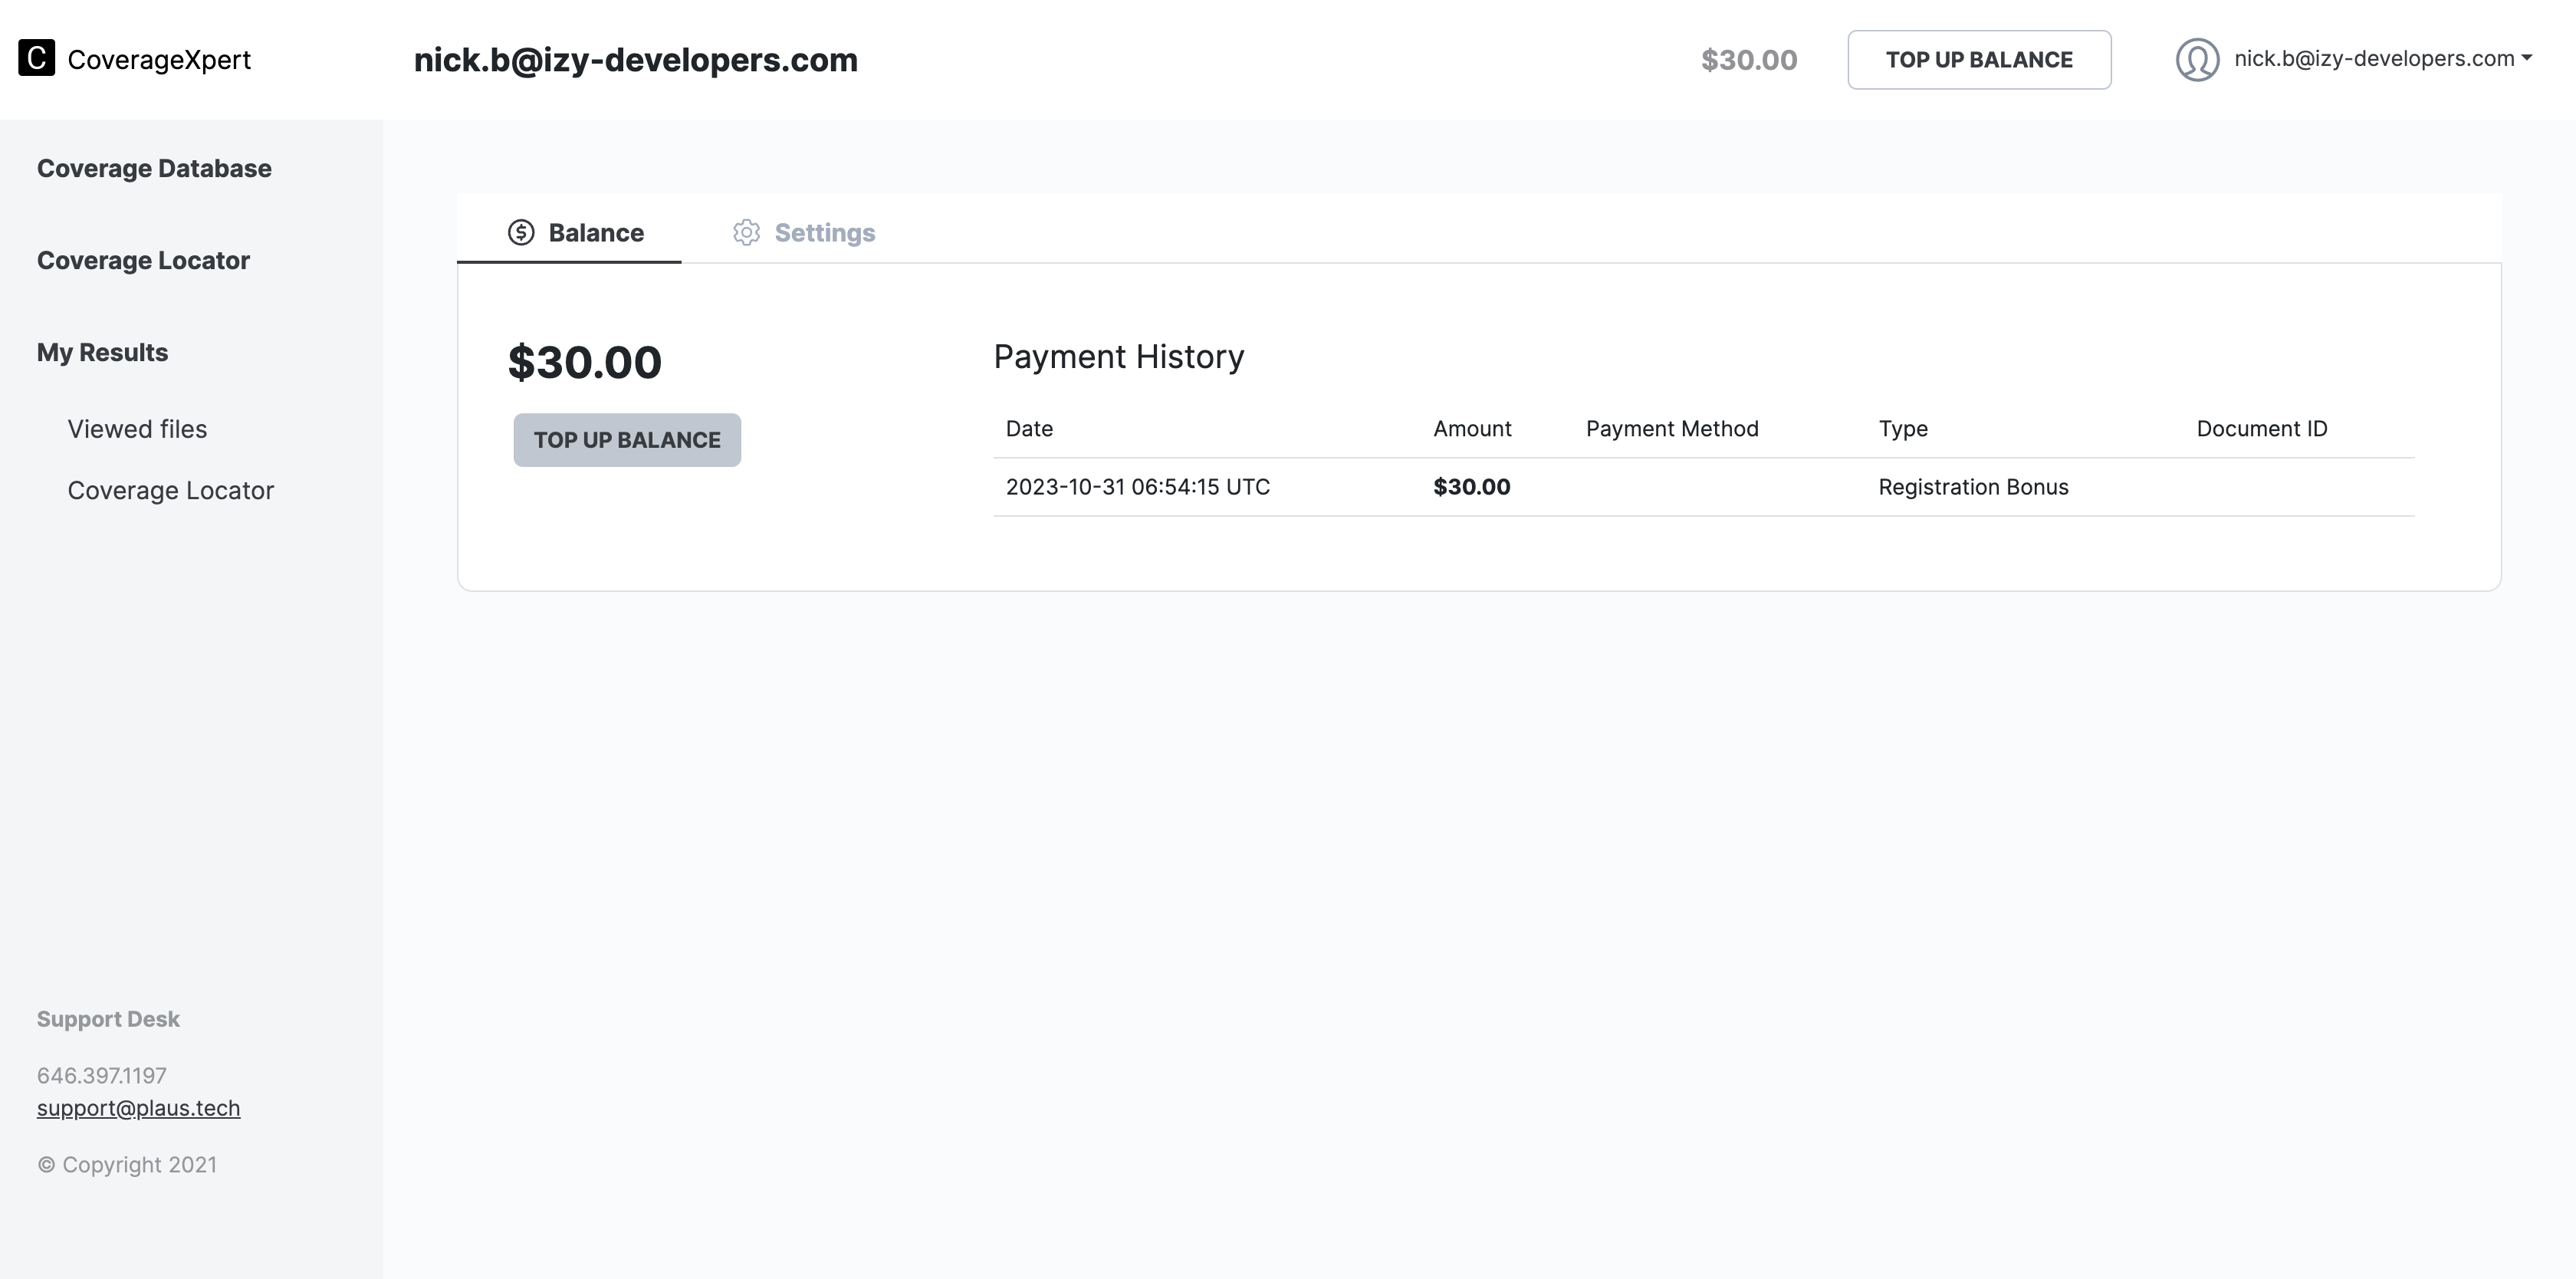 C CoverageXpert
nick.b@izy-developers.com
$30.00
TOP UP BALANCE
nick.b@izy-developers.com
Coverage Database
Coverage Locator
My Results
Viewed files
Coverage Locator
Support Desk
646.397.1197
support@plaus.tech
© Copyright 2021
Balance
Settings
$30.00
TOP UP BALANCE
Payment History
Date Amount Payment Method Type Document ID
2023-10-31 06:54:15 UTC $30.00 Registration Bonus